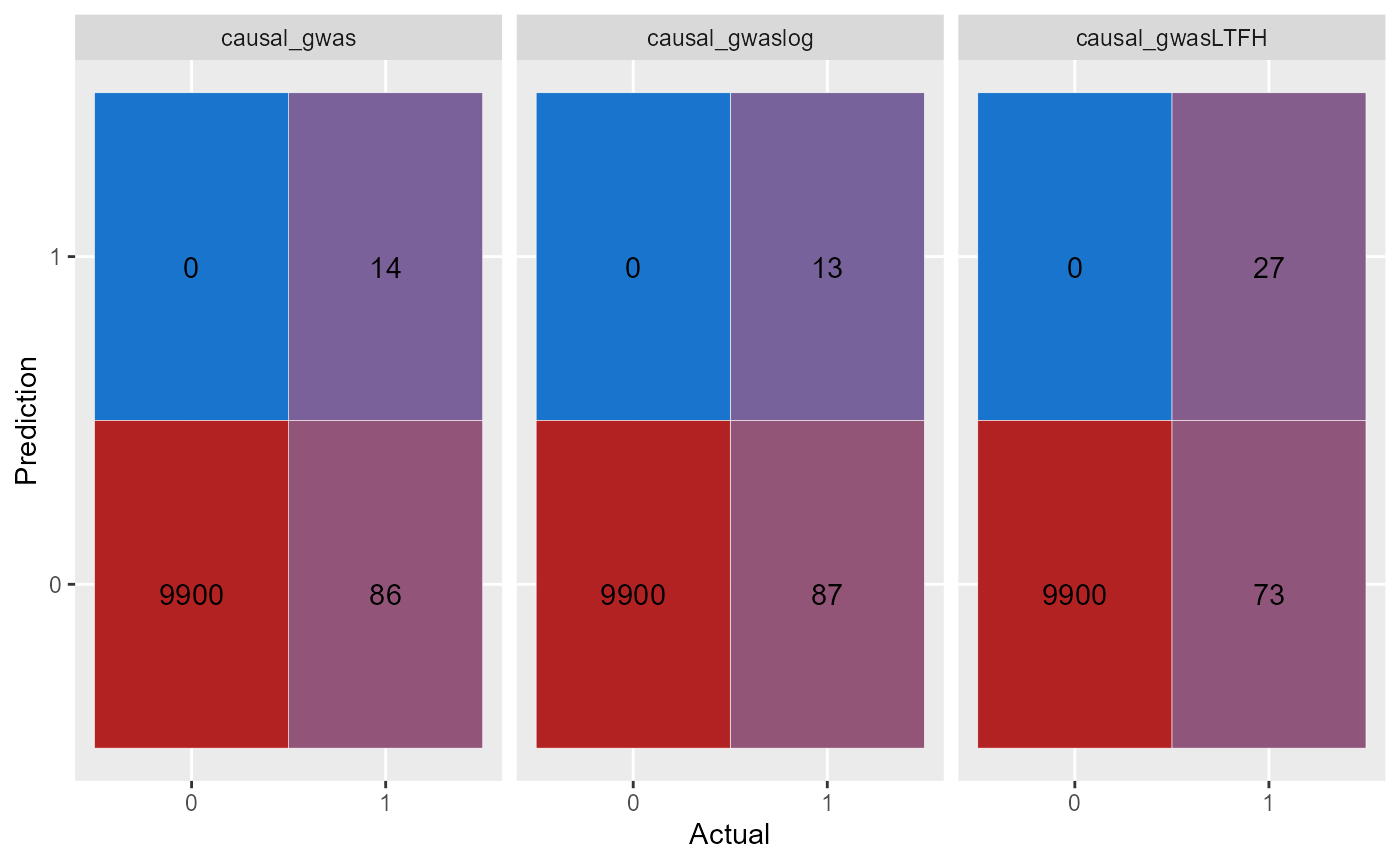 causal_gwas causal_gwaslog causal_gwasLTFH
Prediction
1
0 14 0 13 0 27
0
9900 86 9900 87 9900 73
0 1 0 1 0 1
Actual